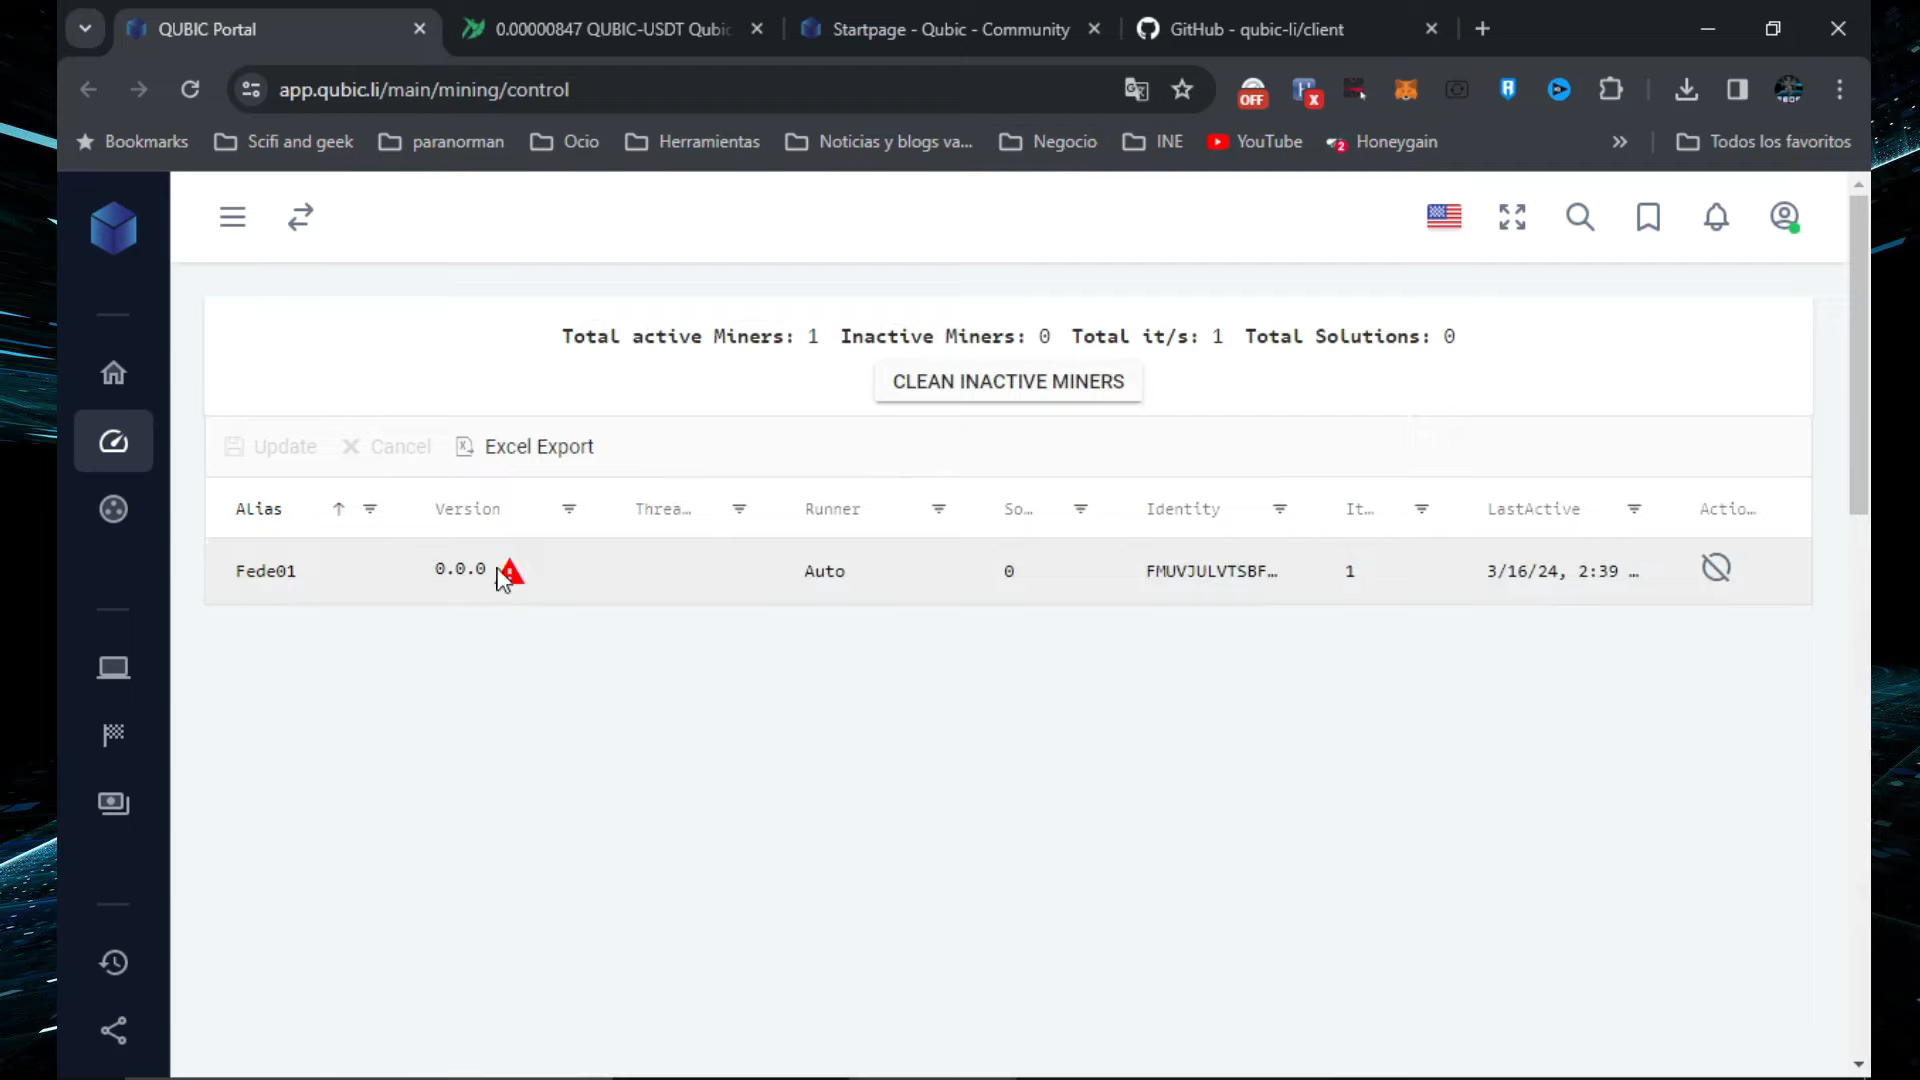 QUBIC Portal
0.00000847 QUBIC-USDT Qubic
Startpage - Qubic - Community
GitHub - qubic-li/client
app.qubic.li/main/mining/control
OFF
x
Bookmarks
Scifi and geek
paranorman
Ocio
Herramientas
Noticias y blogs va...
Negocio
INE
YouTube
2
Honeygain
»
Todos los favoritos
Total active Miners: 1 Inactive Miners: 0 Total it/s: 1 Total Solutions: 0
CLEAN INACTIVE MINERS
Update Cancel Excel Export
Alias Version Threa… Runner So… Identity It… LastActive Actio…
Fede01 0.0.0 Auto 0 FMUVJULVTSBF… 1 3/16/24, 2:39 …